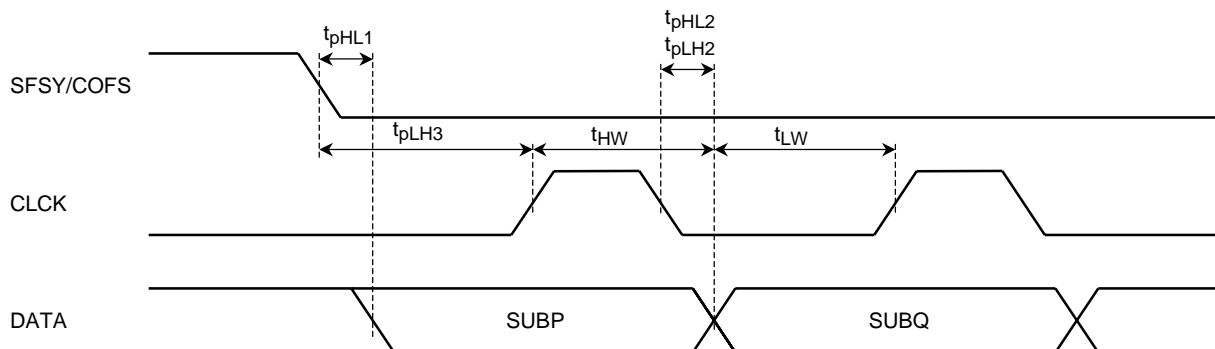 tpHL1
tpHL2
tpLH2
SFSY/COFS
tpLH3
tHW
tLW
CLCK
DATA
SUBP
SUBQ